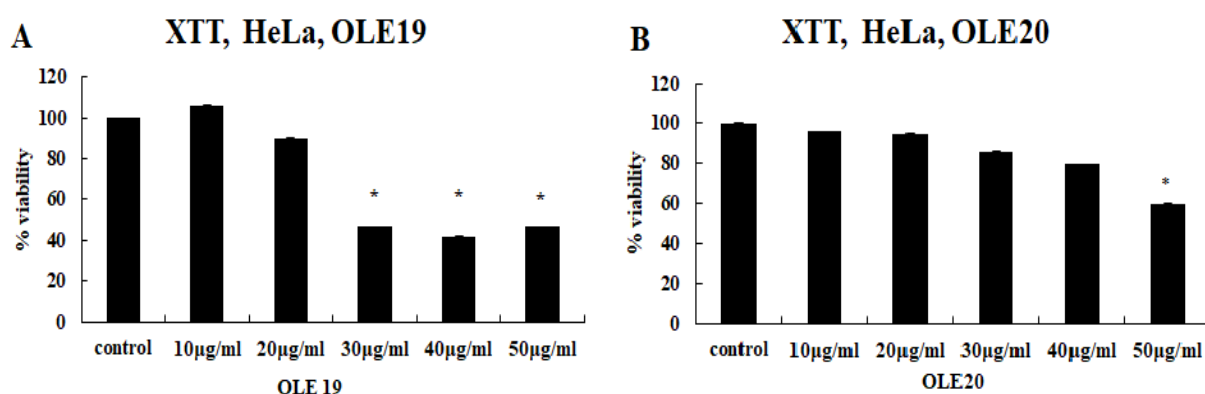 A
XTT, HeLa, OLE19
% viability
120
100
80
60
40
20
0
*
*
*
control 10µg/ml 20µg/ml 30µg/ml 40µg/ml 50µg/ml
OLE 19
B
XTT, HeLa, OLE20
% viability
120
100
80
60
40
20
0
*
control 10µg/ml 20µg/ml 30µg/ml 40µg/ml 50µg/ml
OLE20